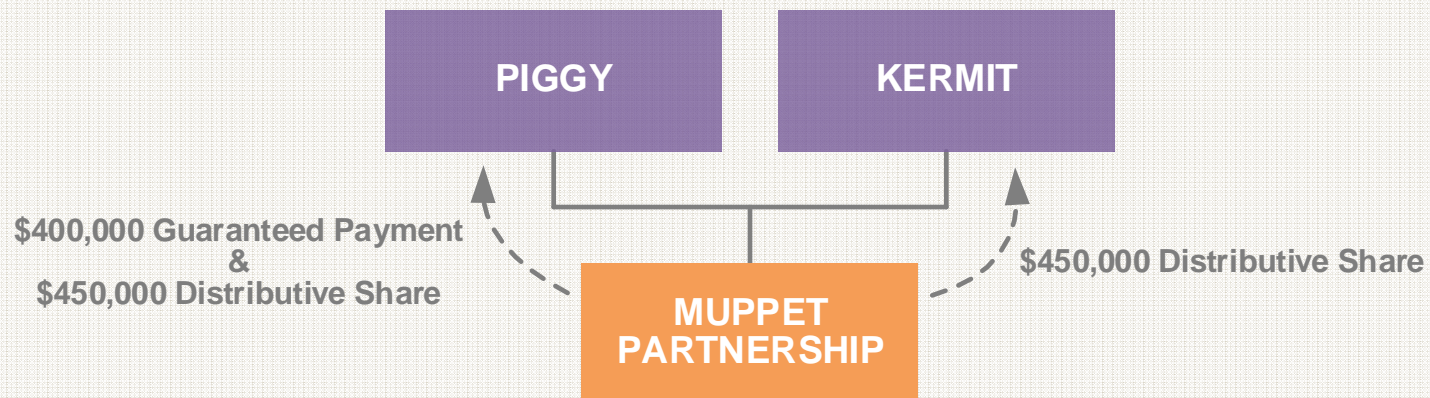 PIGGY
KERMIT
$400,000 Guaranteed Payment
&
$450,000 Distributive Share
$450,000 Distributive Share
MUPPET
PARTNERSHIP